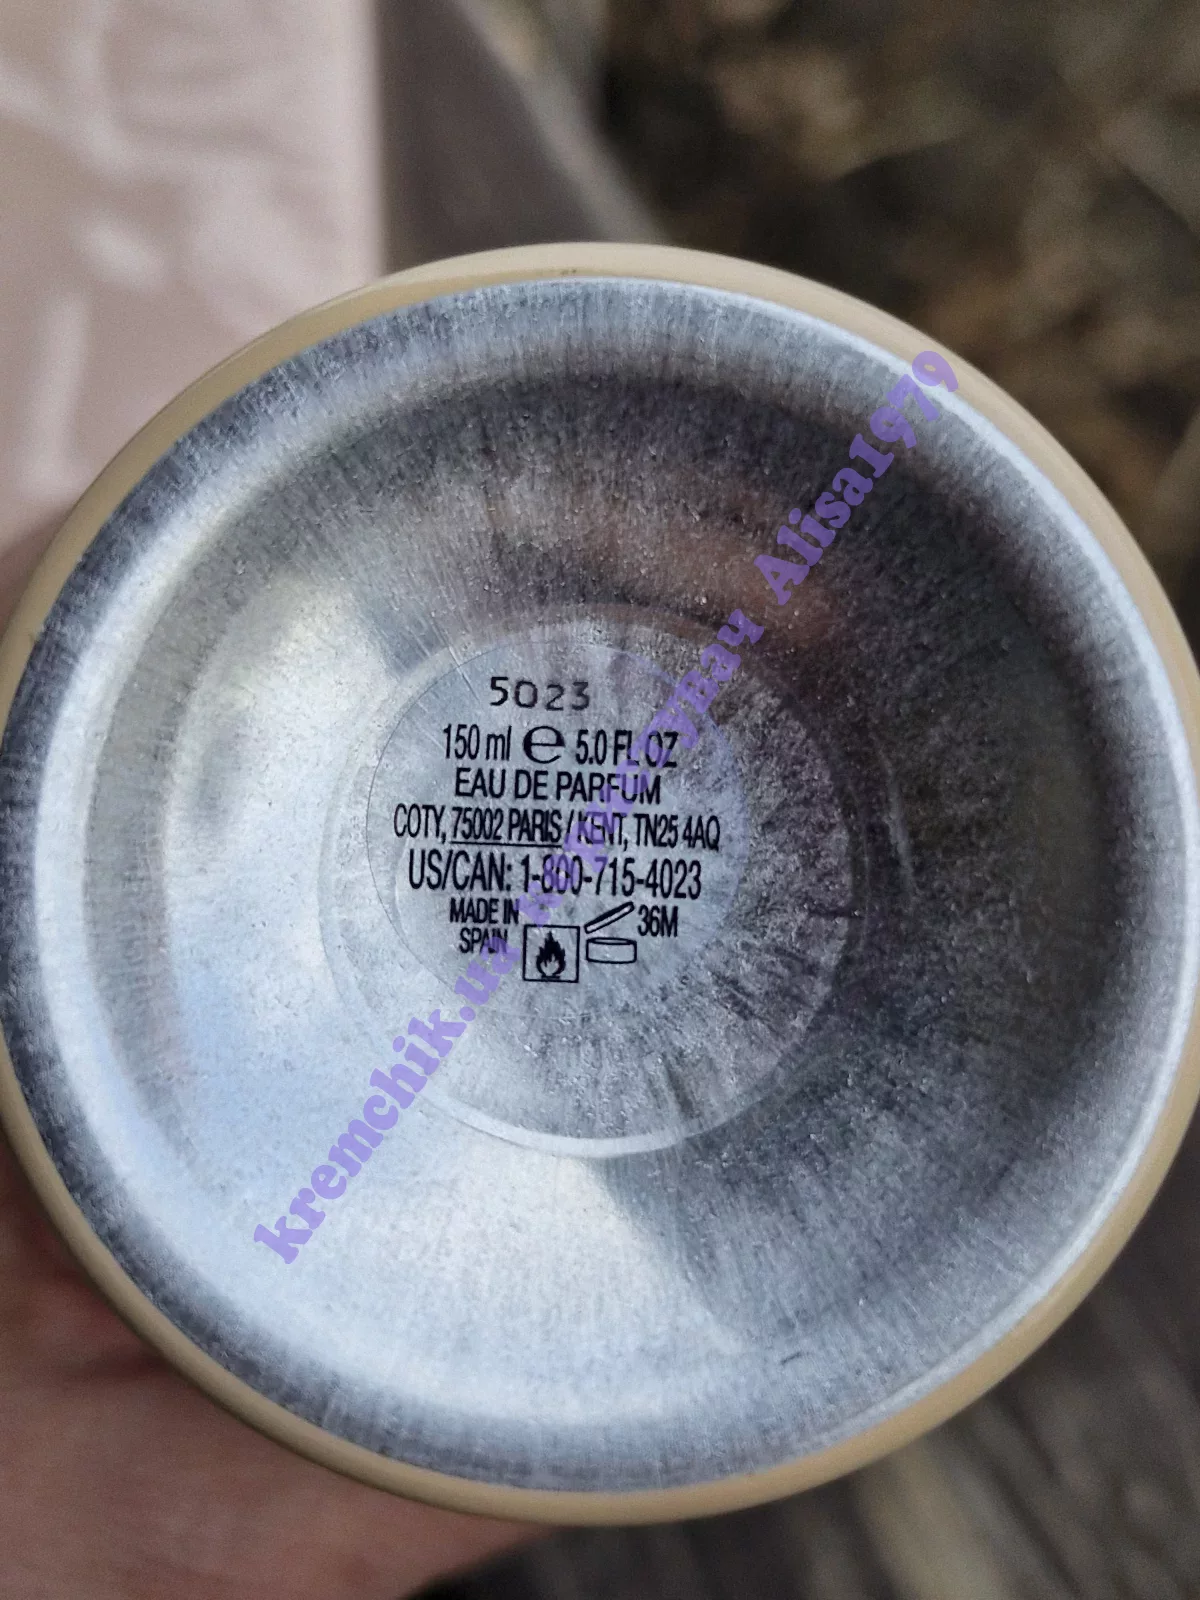 5023
150 ml e 5.0 FL OZ
EAU DE PARFUM
COTY, 75002 PARIS / KENT, TN25 4AQ
US/CAN: 1-800-715-4023
MADE IN
SPAIN
36M
kremchik.ua Alisa1979